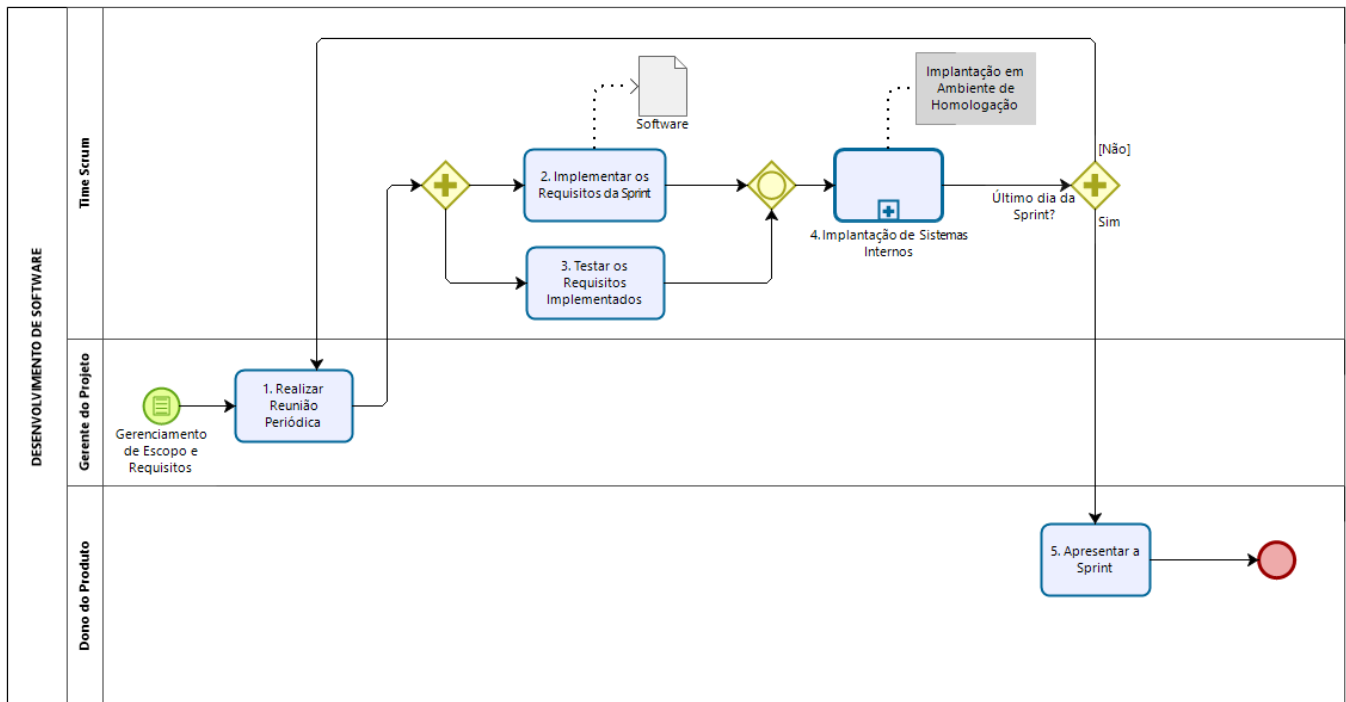 DESENVOLVIMENTO DE SOFTWARE
Time Scrum
Software
Implantação em
Ambiente de
Homologação
2. Implementar os
Requisitos da Sprint
3. Testar os
Requisitos
Implementados
4. Implantação de Sistemas
Internos
Último dia da
Sprint?
[Não]
Sim
Gerente do Projeto
Gerenciamento
de Escopo e
Requisitos
1. Realizar
Reunião
Periódica
Dono do Produto
5. Apresentar a
Sprint